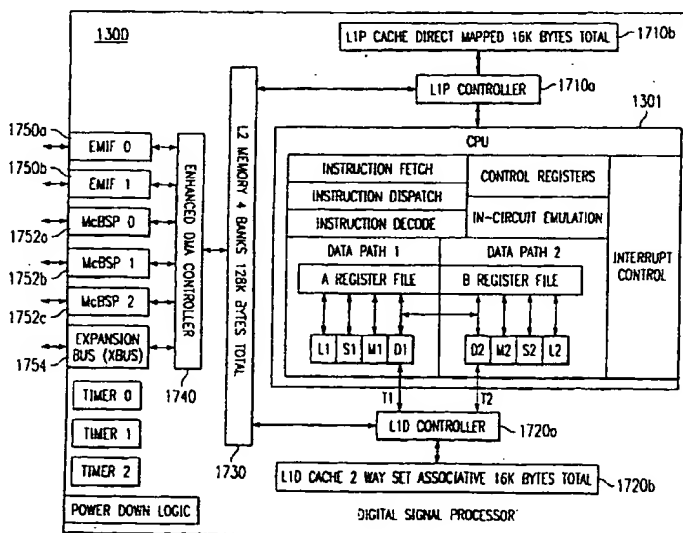 1300
L1P CACHE DIRECT MAPPED 16K BYTES TOTAL
1710b
L1P CONTROLLER
1710a
1301
CPU
INSTRUCTION FETCH
INSTRUCTION DISPATCH
INSTRUCTION DECODE
CONTROL REGISTERS
IN-CIRCUIT EMULATION
INTERRUPT
CONTROL
DATA PATH 1
DATA PATH 2
A REGISTER FILE
B REGISTER FILE
L1 S1 M1 D1
D2 M2 S2 L2
T1
T2
L1D CONTROLLER
1720a
L1D CACHE 2 WAY SET ASSOCIATIVE 16K BYTES TOTAL
1720b
L2 MEMORY 4 BANKS 128K BYTES TOTAL
1730
ENHANCED DMA CONTROLLER
1740
1750a
EMIF 0
1750b
EMIF 1
1752a
McBSP 0
1752b
McBSP 1
1752c
McBSP 2
1754
EXPANSION
BUS (XBUS)
TIMER 0
TIMER 1
TIMER 2
POWER DOWN LOGIC
DIGITAL SIGNAL PROCESSOR